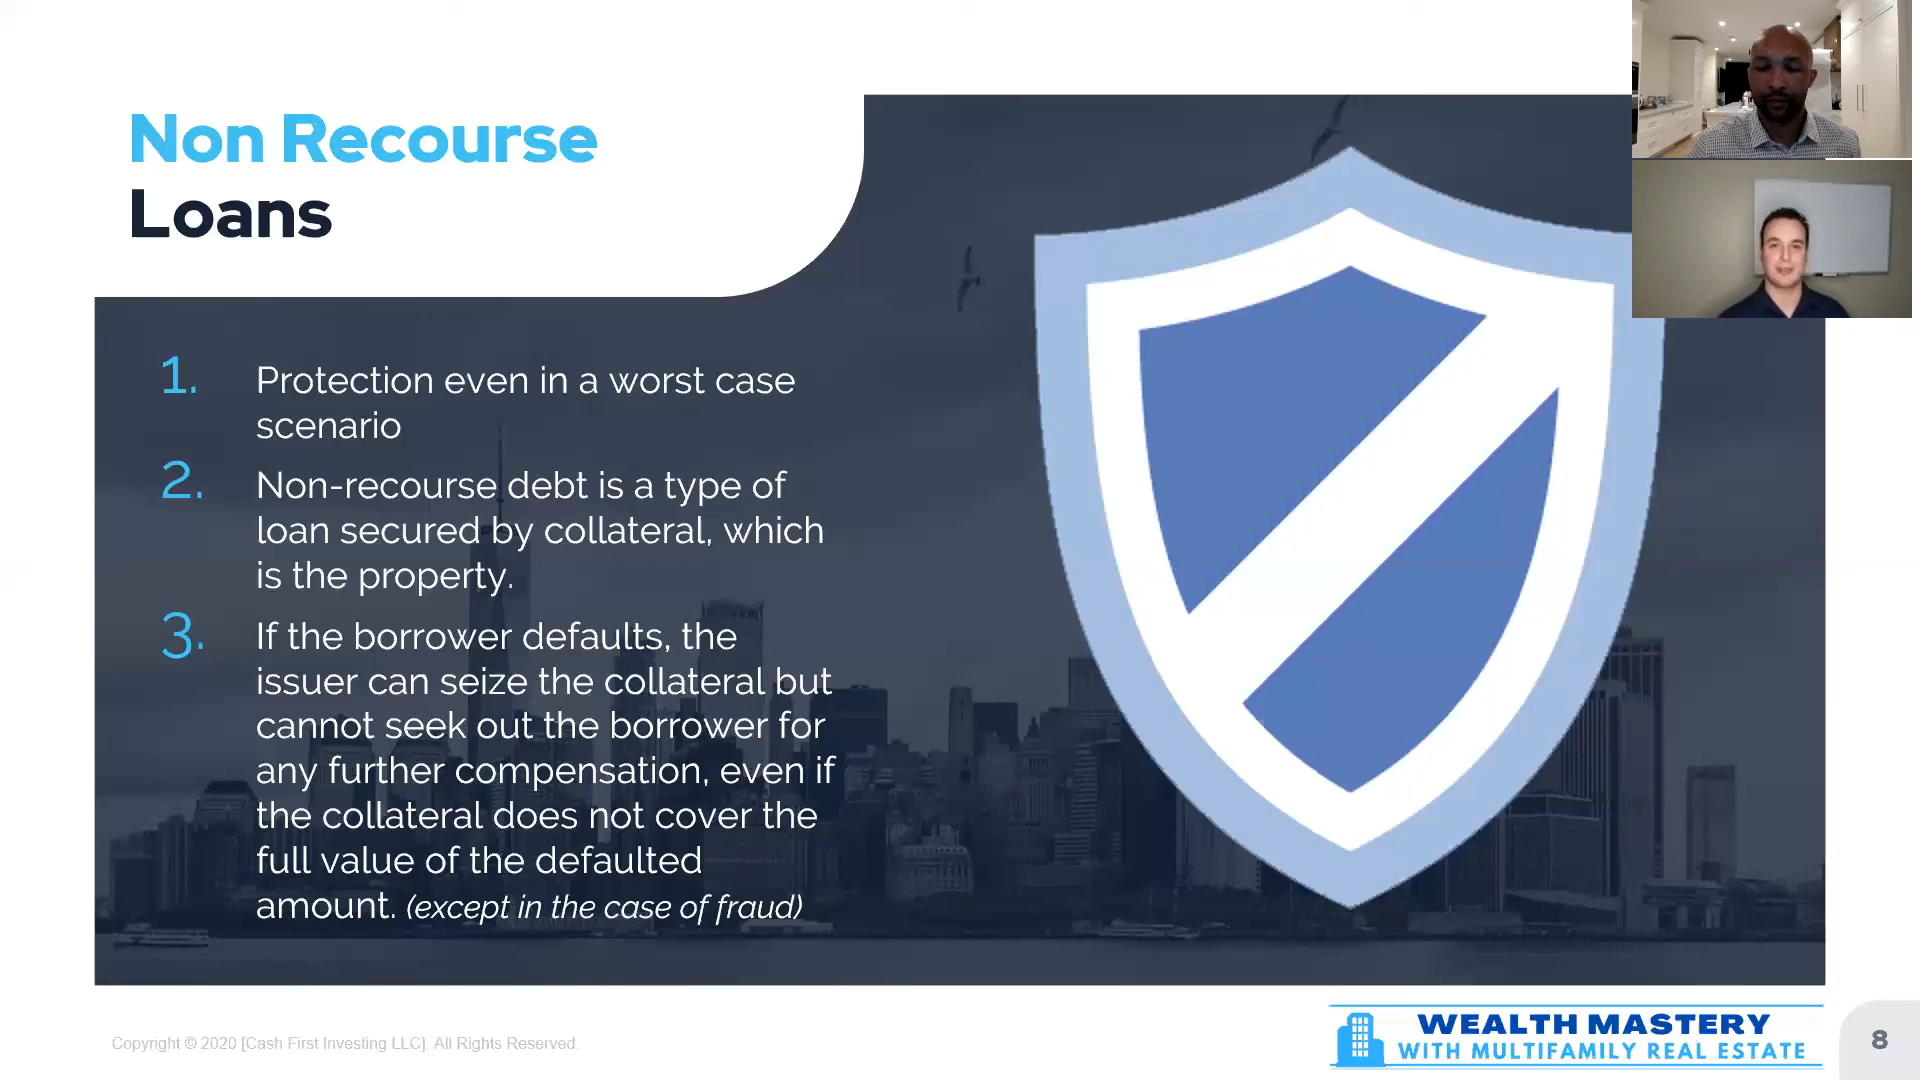 Non Recourse
Loans
1. Protection even in a worst case
scenario
2. Non-recourse debt is a type of
loan secured by collateral, which
is the property.
3. If the borrower defaults, the
issuer can seize the collateral but
cannot seek out the borrower for
any further compensation, even if
the collateral does not cover the
full value of the defaulted
amount. (except in the case of fraud)
Copyright © 2020 [Cash First Investing LLC]. All Rights Reserved.
WEALTH MASTERY
WITH MULTIFAMILY REAL ESTATE
8